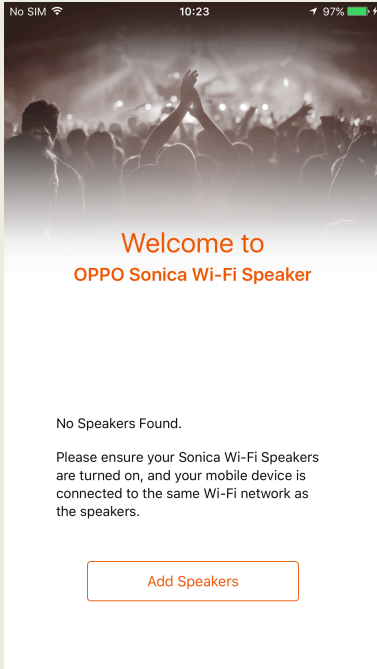 No SIM 10:23 97%
Welcome to
OPPO Sonica Wi-Fi Speaker
No Speakers Found.
Please ensure your Sonica Wi-Fi Speakers
are turned on, and your mobile device is
connected to the same Wi-Fi network as
the speakers.
Add Speakers